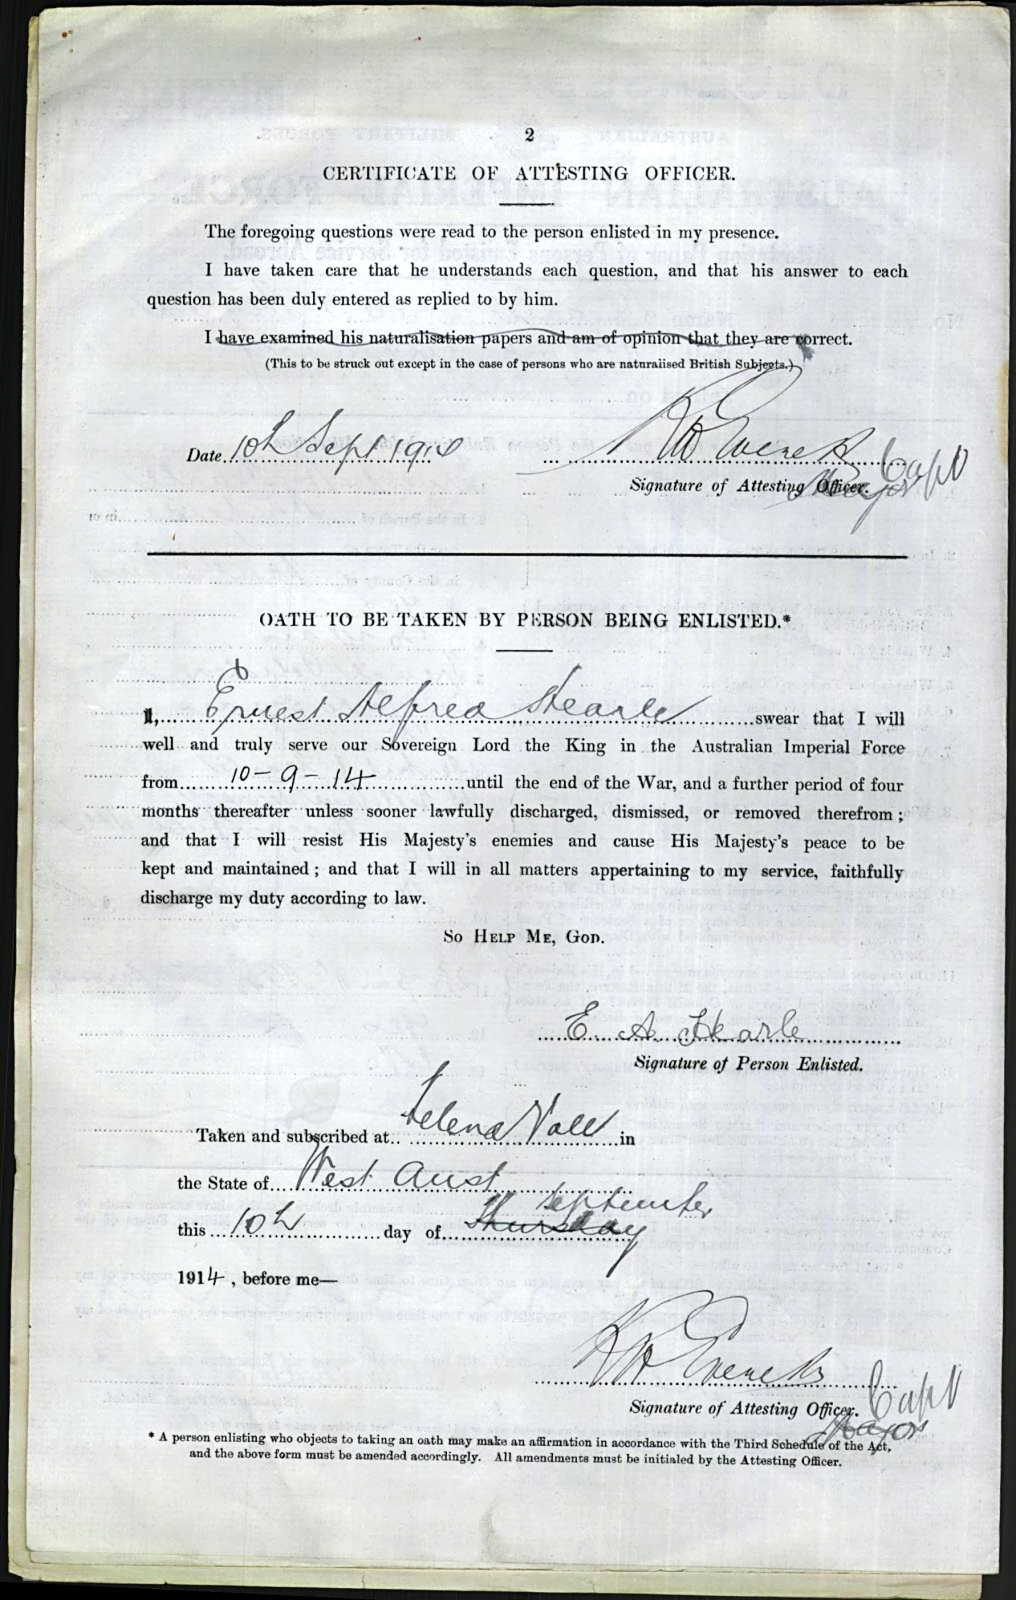 2
CERTIFICATE OF ATTESTING OFFICER.
The foregoing questions were read to the person enlisted in my presence.
I have taken care that he understands each question, and that his answer to each
question has been duly entered as replied to by him.
I have examined his naturalisation papers and am of opinion that they are correct.
(This to be struck out except in the case of persons who are naturalised British Subjects.)
Date 10th Sept 1914
Capt
Signature of Attesting Officer. Major
OATH TO BE TAKEN BY PERSON BEING ENLISTED.*
I, Ernest Alfred Hearle swear that I will
well and truly serve our Sovereign Lord the King in the Australian Imperial Force
from 10-9-14 until the end of the War, and a further period of four
months thereafter unless sooner lawfully discharged, dismissed, or removed therefrom;
and that I will resist His Majesty's enemies and cause His Majesty's peace to be
kept and maintained; and that I will in all matters appertaining to my service, faithfully
discharge my duty according to law.
So Help Me, God.
E. A. Hearle
Signature of Person Enlisted.
Taken and subscribed at Helena Vale in
the State of West Aust
September
this 10th day of Thursday
1914, before me—
Capt
Signature of Attesting Officer.
Major
* A person enlisting who objects to taking an oath may make an affirmation in accordance with the Third Schedule of the Act,
and the above form must be amended accordingly. All amendments must be initialed by the Attesting Officer.